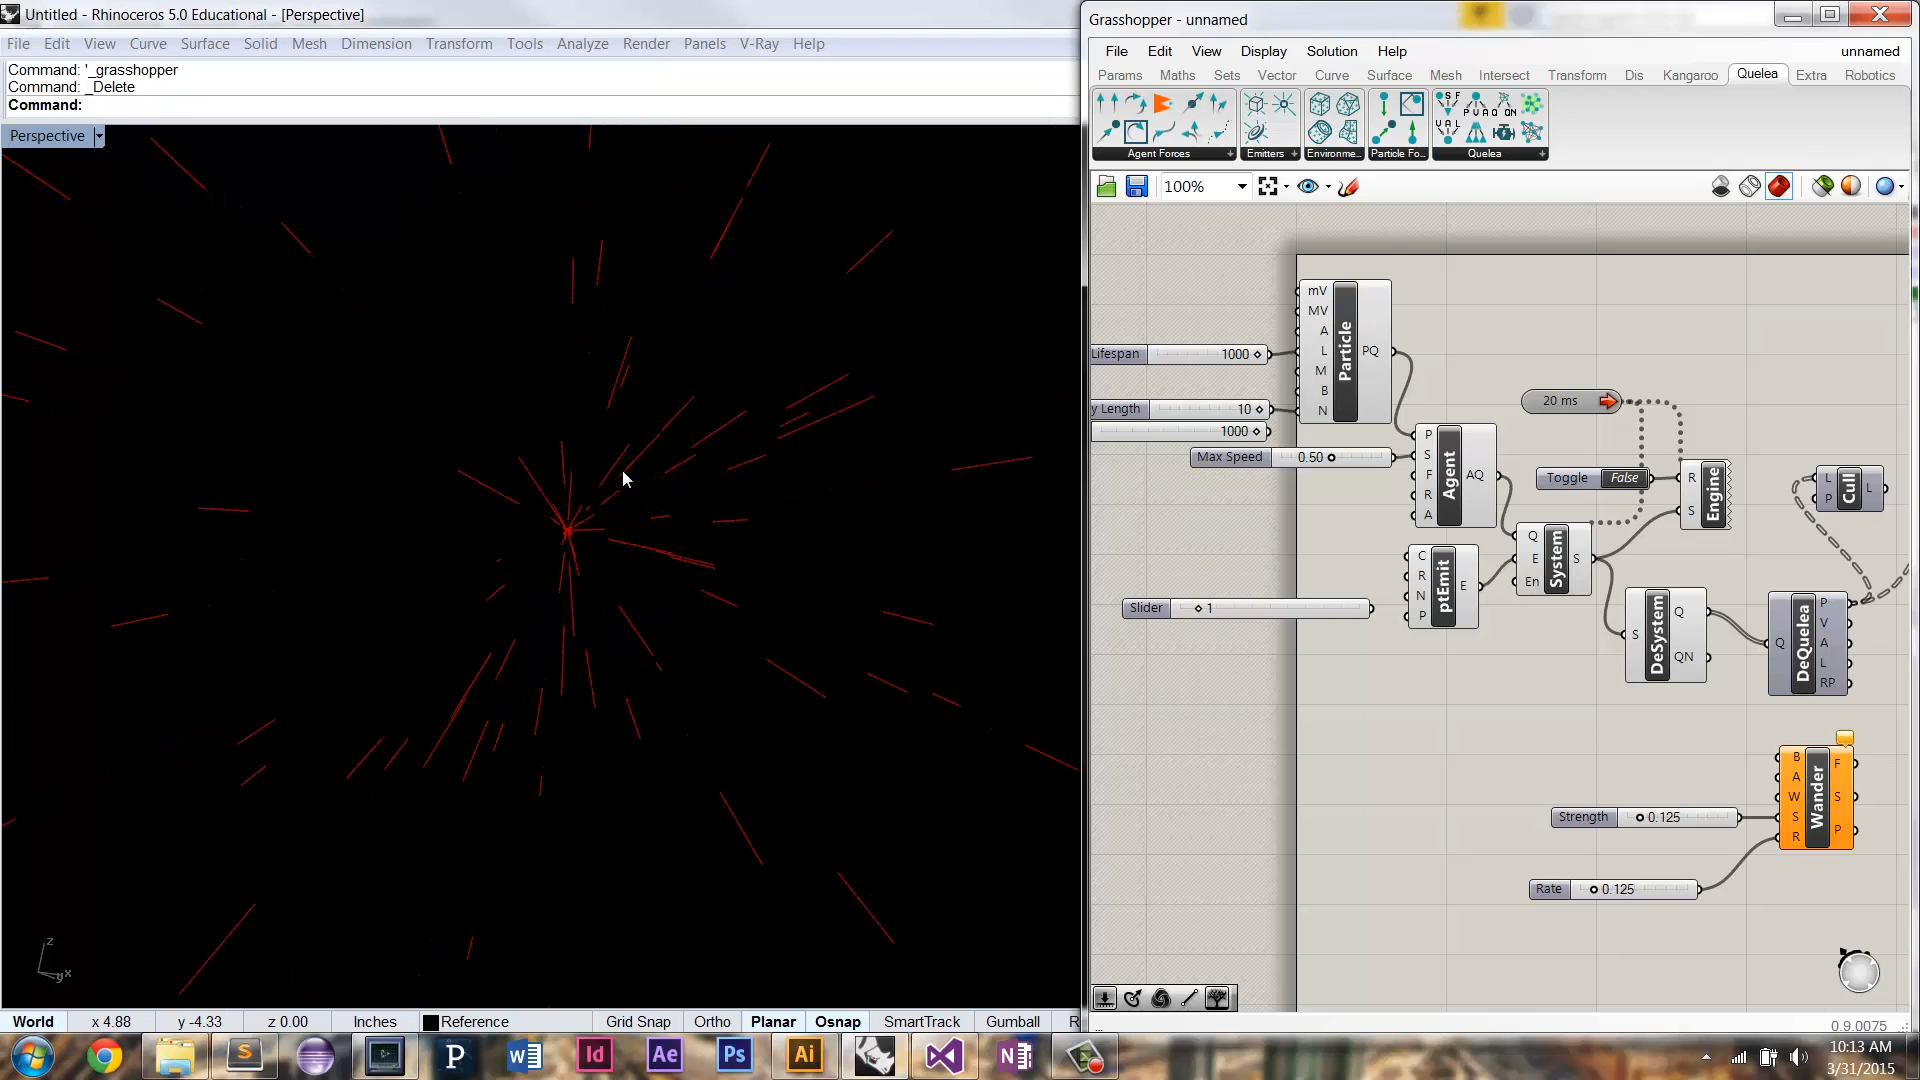 Untitled - Rhinoceros 5.0 Educational - [Perspective]
File Edit View Curve Surface Solid Mesh Dimension Transform Tools Analyze Render Panels V-Ray Help
Command: '_grasshopper
Command: _Delete
Command:
Perspective
z
y x
World x 4.88 y -4.33 z 0.00 Inches Reference Grid Snap Ortho Planar Osnap SmartTrack Gumball R
Grasshopper - unnamed
File Edit View Display Solution Help unnamed
Params Maths Sets Vector Curve Surface Mesh Intersect Transform Dis Kangaroo Quelea Extra Robotics
S F
P V A Q QN
V A L
Agent Forces Emitters Environme... Particle Fo... Quelea
100%
mV
MV
A
L
M
B
N
Particle
PQ
Lifespan 1000
y Length 10
1000
Max Speed 0.50
P
S
F
R
A
Agent
AQ
20 ms
Toggle False
R
S
Engine
L
P
Cull
L
Q
E
En
System
S
C
R
N
P
ptEmit
E
Slider 1
S
DeSystem
Q
QN
Q
DeQuelea
P
V
A
L
RP
B
A
W
S
R
Wander
F
S
P
Strength 0.125
Rate 0.125
...
0.9.0075
S P W Id Ae Ps Ai N
10:13 AM
3/31/2015